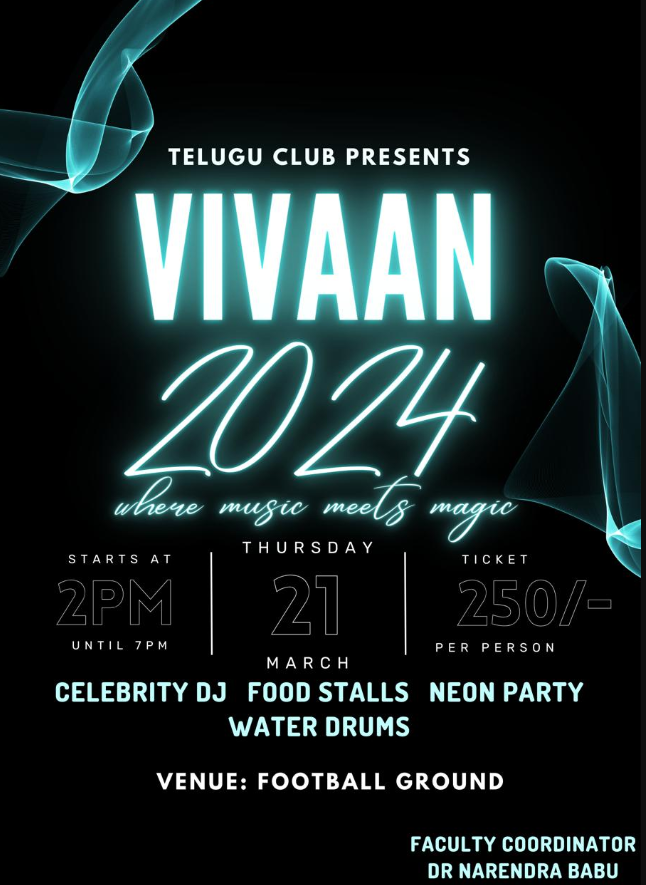 TELUGU CLUB PRESENTS
VIVAAN
2024
where music meets magic
STARTS AT
2PM
UNTIL 7PM
THURSDAY
21
MARCH
TICKET
250/-
PER PERSON
CELEBRITY DJ FOOD STALLS NEON PARTY
WATER DRUMS
VENUE: FOOTBALL GROUND
FACULTY COORDINATOR
DR NARENDRA BABU